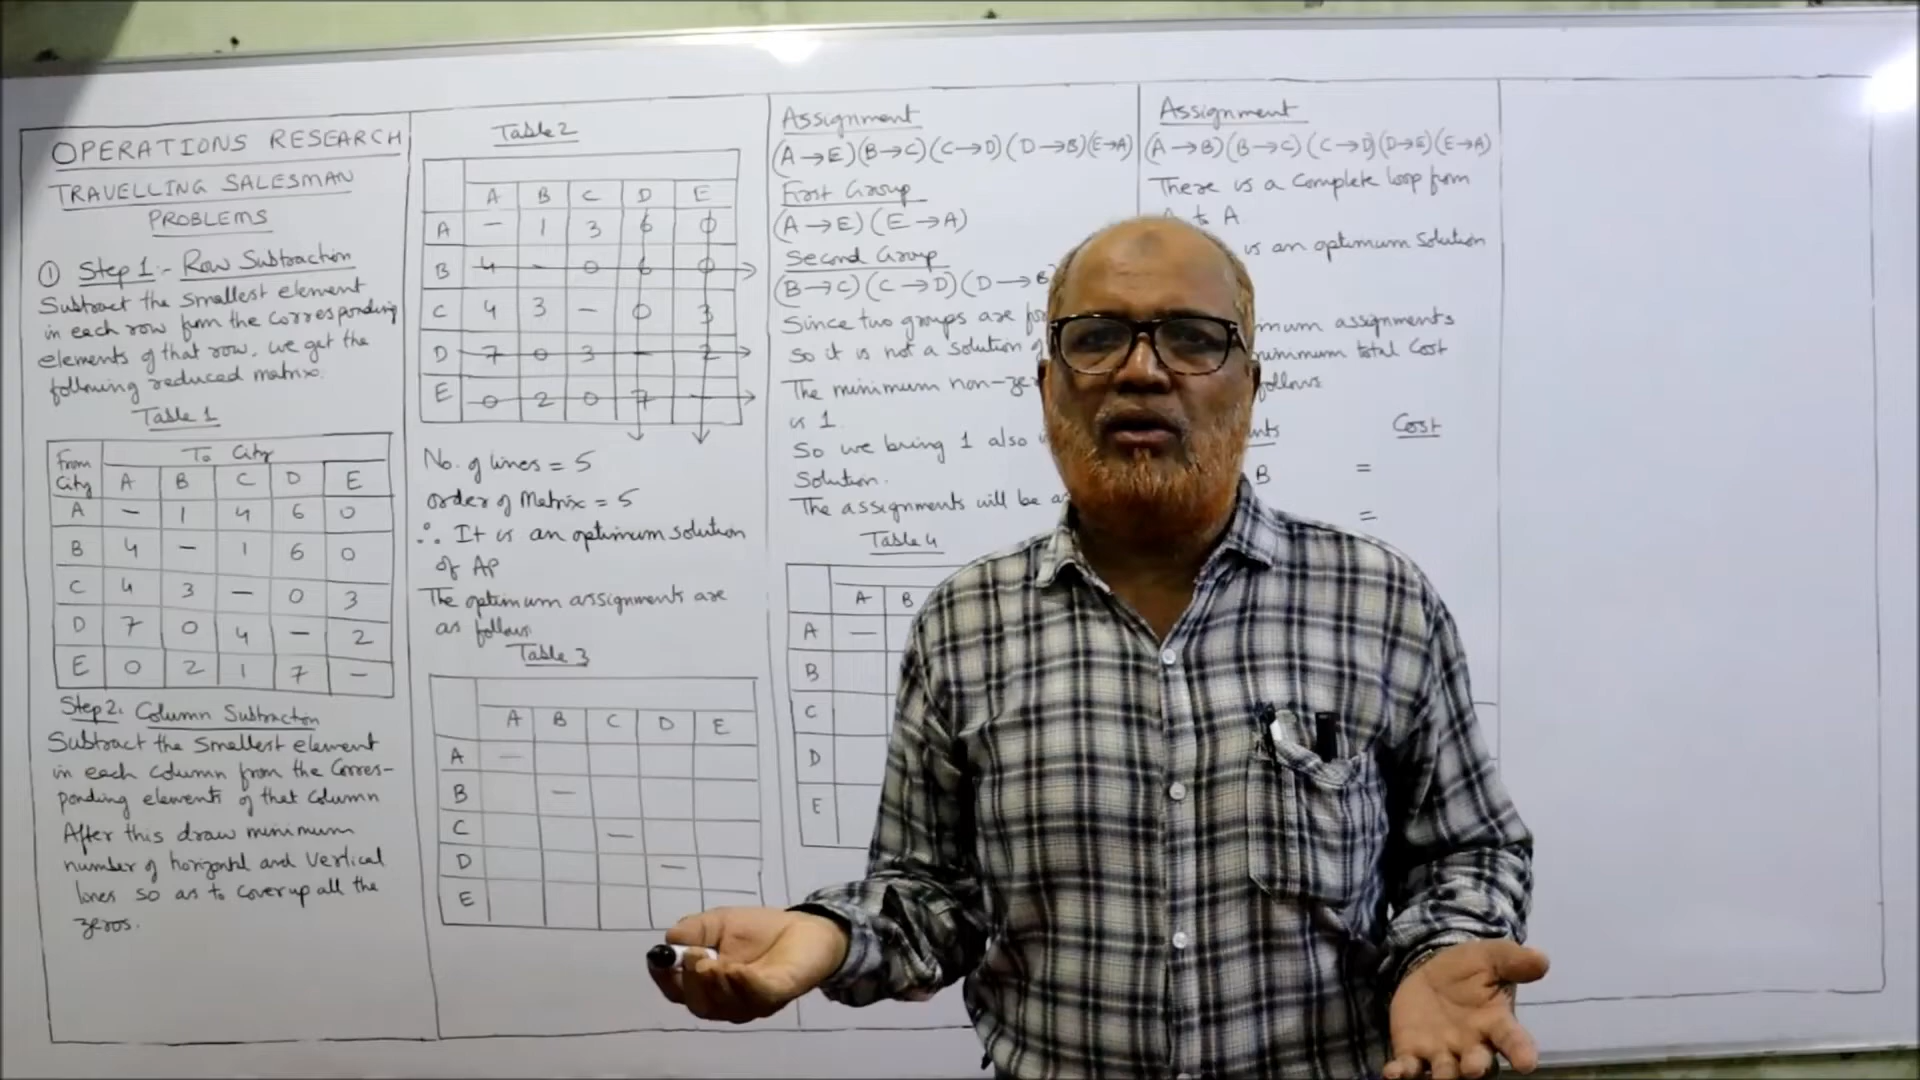 OPERATIONS RESEARCH
TRAVELLING SALESMAN
PROBLEMS
① Step 1:- Row Subtraction
Subtract the smallest element
in each row from the corresponding
elements of that row, we get the
following reduced matrix.
Table 1
From City To City
A B C D E
A - 1 4 6 0
B 4 - 1 6 0
C 4 3 - 0 3
D 7 0 4 - 2
E 0 2 1 7 -
Step 2: Column Subtraction
Subtract the smallest element
in each column from the Corres-
ponding elements of that column
After this draw minimum
number of horizontal and vertical
lines so as to cover up all the
zeros.
Table 2
A B C D E
A - 1 3 6 0
B 4 - 0 6 0
C 4 3 - 0 3
D 7 0 3 - 2
E 0 2 0 7 -
No. of lines = 5
order of Matrix = 5
∴ It is an optimum solution
of AP
The optimum assignments are
as follows
Table 3
A B C D E
A -
B -
C -
D -
E
Assignment
(A→E)(B→C)(C→D)(D→B)(E→A)
First Group
(A→E)(E→A)
Second Group
(B→C)(C→D)(D→B
Since two groups are
so it is not a solution
The minimum
is 1.
So we bring 1 also
Solution.
The assignments will be
Table 4
A B
A -
B
C
D
E
Assignment
(A→B)(B→C)(C→D)(D→E)(E→A)
There is a complete loop from
to A
is an optimum solution
assignments
minimum total cost
follows
Cost
B =
=